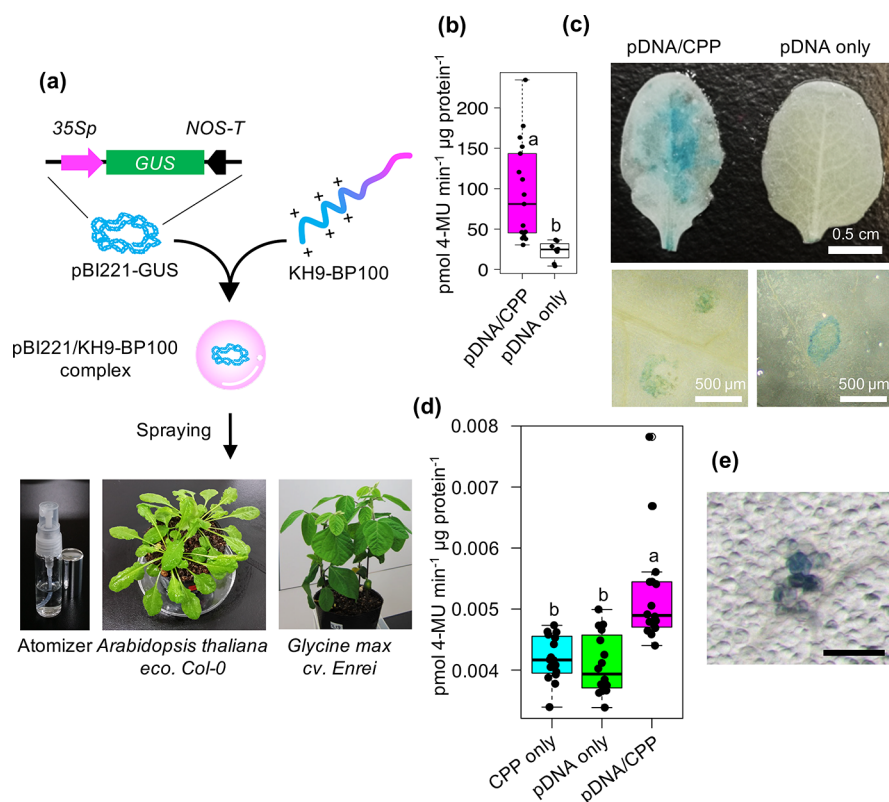 (a)
35Sp NOS-T
GUS
pBI221-GUS
KH9-BP100
+ + + + + +
pBI221/KH9-BP100
complex
Spraying
Atomizer
Arabidopsis thaliana
eco. Col-0
Glycine max
cv. Enrei
(b)
pmol 4-MU min⁻¹ µg protein⁻¹
200
150
100
50
0
a
b
pDNA/CPP
pDNA only
(c)
pDNA/CPP pDNA only
0.5 cm
500 µm
500 µm
(d)
pmol 4-MU min⁻¹ µg protein⁻¹
0.008
0.007
0.006
0.005
0.004
b
b
a
CPP only
pDNA only
pDNA/CPP
(e)